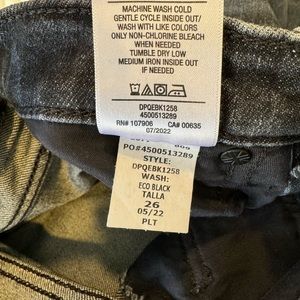 MACHINE WASH COLD
GENTLE CYCLE INSIDE OUT/
WASH WITH LIKE COLORS
ONLY NON-CHLORINE BLEACH
WHEN NEEDED
TUMBLE DRY LOW
MEDIUM IRON INSIDE OUT
IF NEEDED
DPQEBK1258
4500513289
RN# 107906 CA# 00635
07/2022
PO#4500513289
STYLE:
DPQEBK1258
WASH:
ECO BLACK
TALLA
26
05/22
PLT